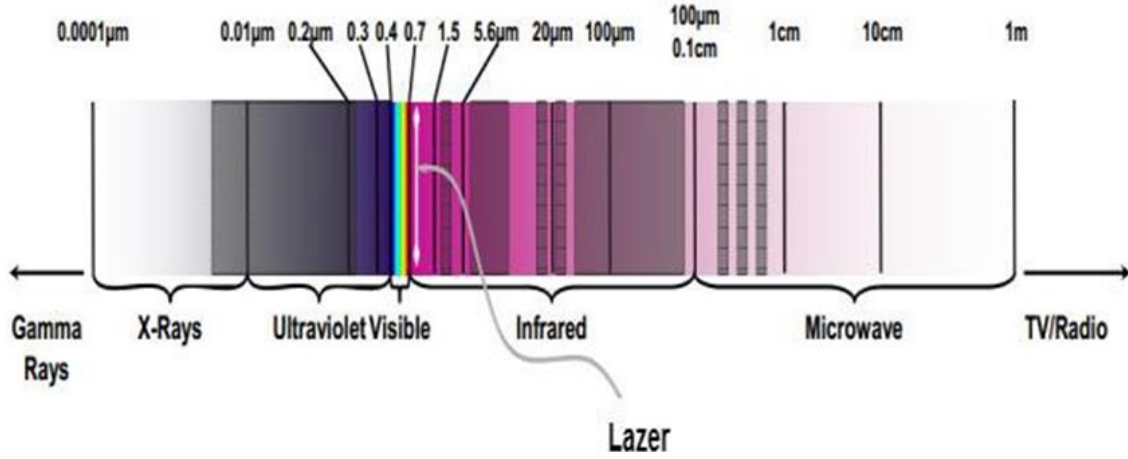 0.0001µm 0.01µm 0.2µm 0.3 0.4 0.7 1.5 5.6µm 20µm 100µm 100µm 1cm 10cm 1m
0.1cm
Gamma X-Rays Ultraviolet Visible Infrared Microwave TV/Radio
Rays
Lazer